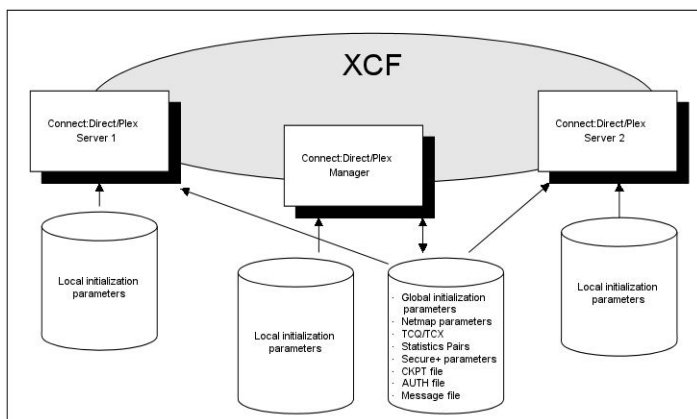 XCF
Connect:Direct/Plex
Server 1
Connect:Direct/Plex
Manager
Connect:Direct/Plex
Server 2
Local initialization
parameters
Local initialization
parameters
· Global initialization
parameters
· Netmap parameters
· TCQ/TCX
· Statistics Pairs
· Secure+ parameters
· CKPT file
· AUTH file
· Message file
Local initialization
parameters